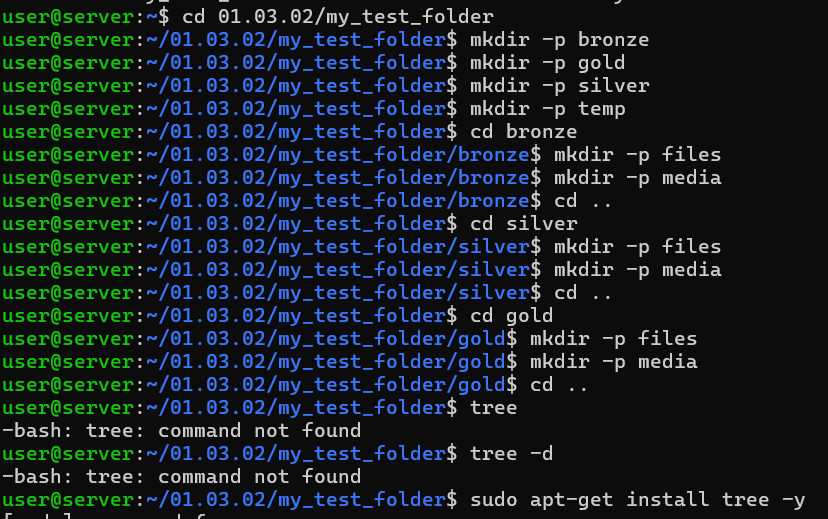 user@server:~$ cd 01.03.02/my_test_folder
user@server:~/01.03.02/my_test_folder$ mkdir -p bronze
user@server:~/01.03.02/my_test_folder$ mkdir -p gold
user@server:~/01.03.02/my_test_folder$ mkdir -p silver
user@server:~/01.03.02/my_test_folder$ mkdir -p temp
user@server:~/01.03.02/my_test_folder$ cd bronze
user@server:~/01.03.02/my_test_folder/bronze$ mkdir -p files
user@server:~/01.03.02/my_test_folder/bronze$ mkdir -p media
user@server:~/01.03.02/my_test_folder/bronze$ cd ..
user@server:~/01.03.02/my_test_folder$ cd silver
user@server:~/01.03.02/my_test_folder/silver$ mkdir -p files
user@server:~/01.03.02/my_test_folder/silver$ mkdir -p media
user@server:~/01.03.02/my_test_folder/silver$ cd ..
user@server:~/01.03.02/my_test_folder$ cd gold
user@server:~/01.03.02/my_test_folder/gold$ mkdir -p files
user@server:~/01.03.02/my_test_folder/gold$ mkdir -p media
user@server:~/01.03.02/my_test_folder/gold$ cd ..
user@server:~/01.03.02/my_test_folder$ tree
-bash: tree: command not found
user@server:~/01.03.02/my_test_folder$ tree -d
-bash: tree: command not found
user@server:~/01.03.02/my_test_folder$ sudo apt-get install tree -y